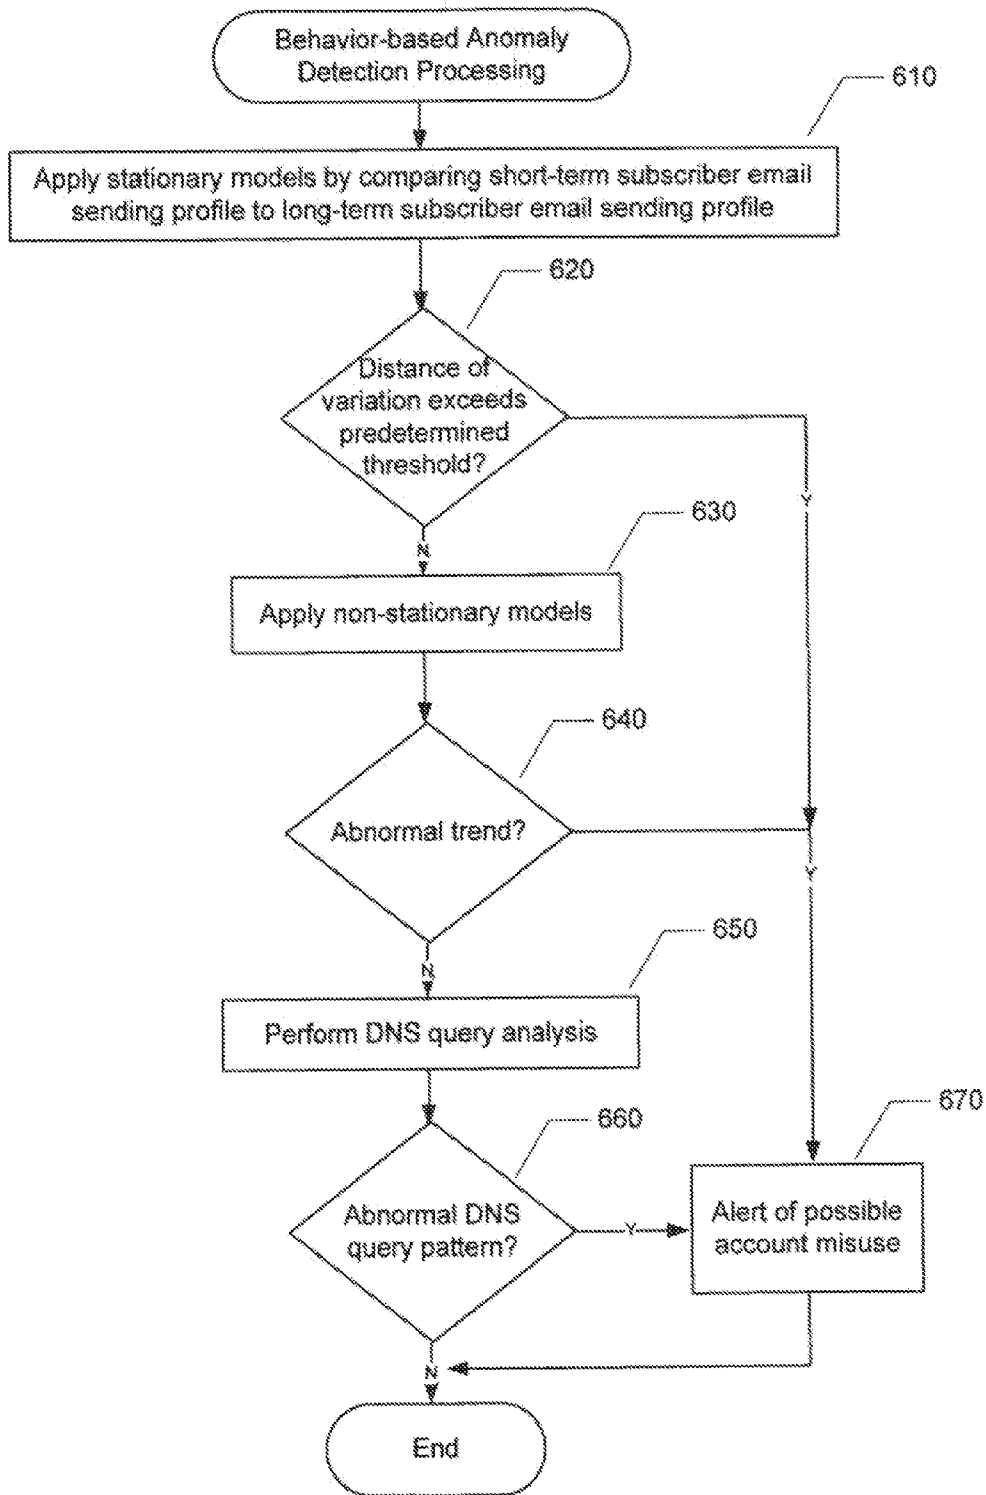 Behavior-based Anomaly
Detection Processing
610
Apply stationary models by comparing short-term subscriber email
sending profile to long-term subscriber email sending profile
620
Distance of
variation exceeds
predetermined
threshold?
Y
N
630
Apply non-stationary models
640
Abnormal trend?
Y
N
650
Perform DNS query analysis
660
670
Abnormal DNS
query pattern?
Y
Alert of possible
account misuse
N
End